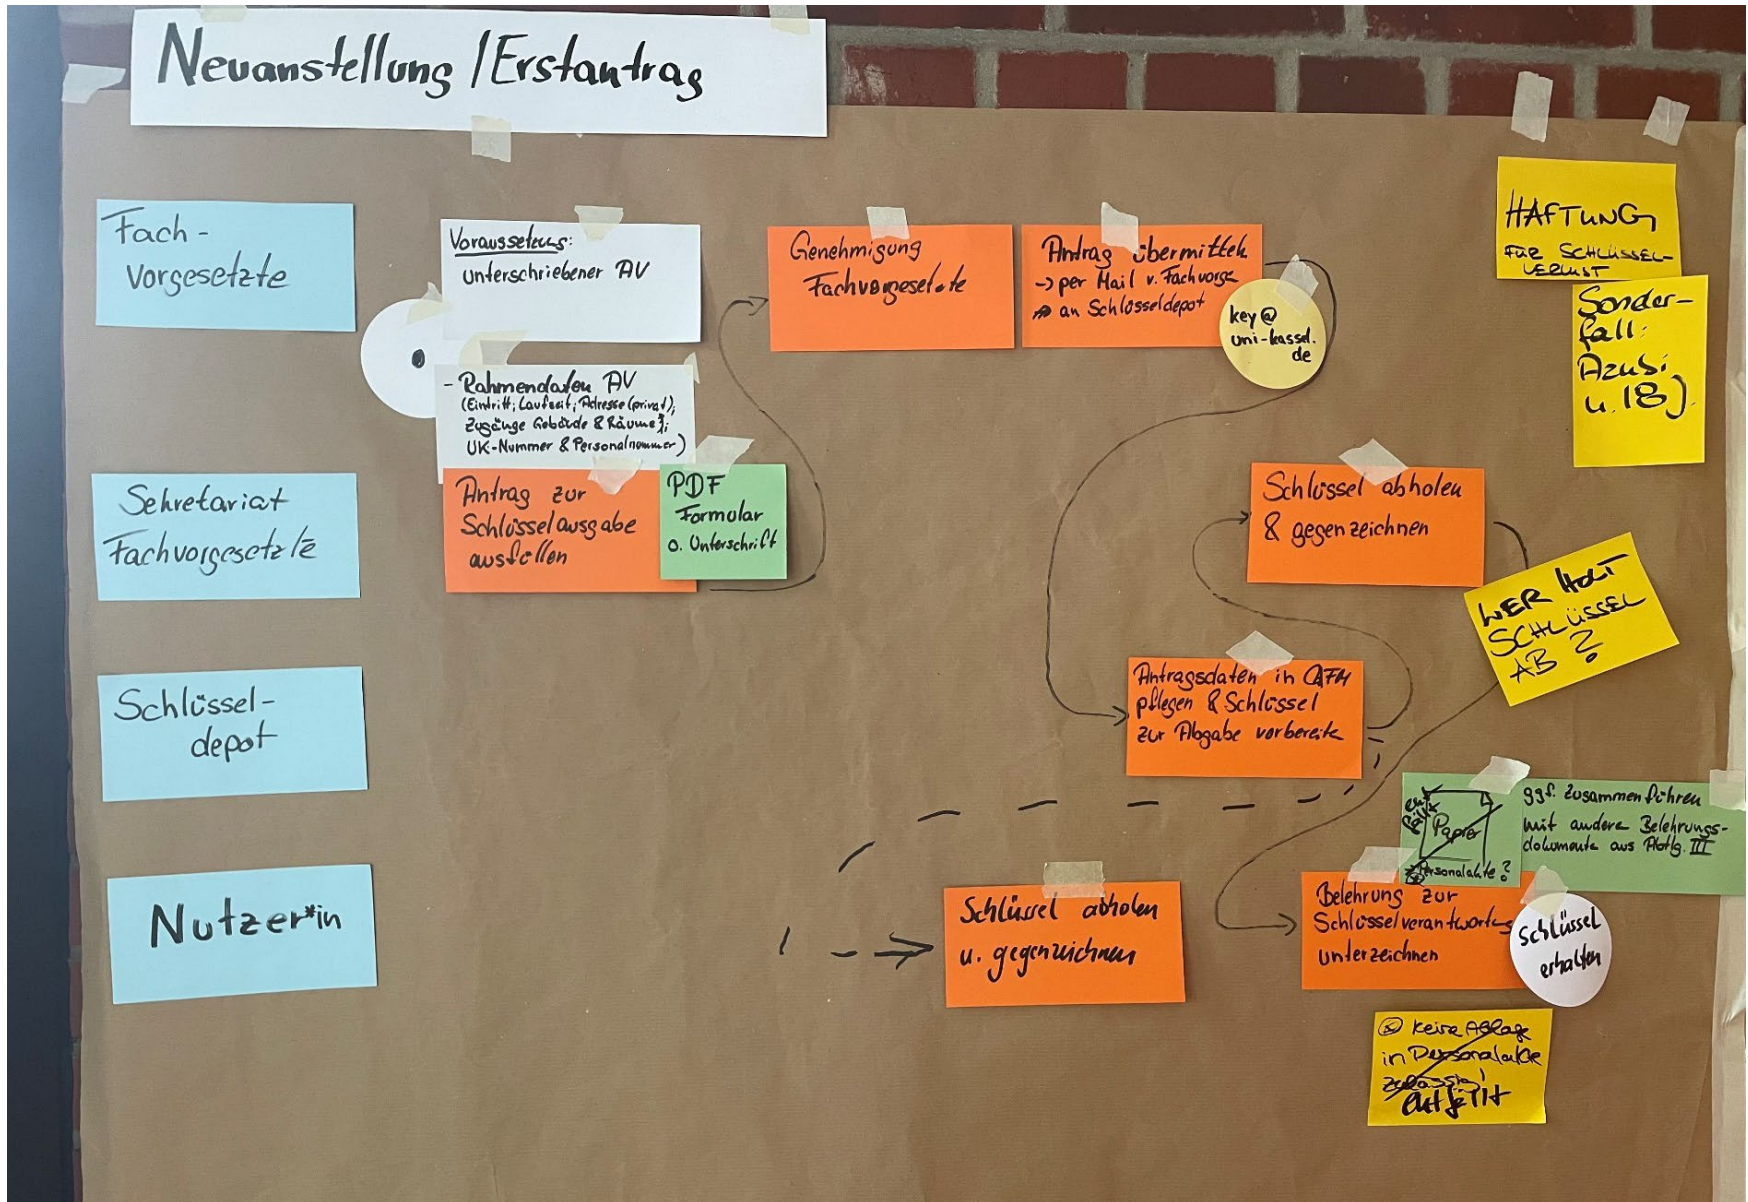 Neuanstellung / Erstantrag
Fach-
vorgesetzte
Voraussetzung:
unterschriebener AV
- Rahmendaten AV
(Eintritt; Laufzeit; Adresse (privat);
Zugänge Gebäude & Räume);
UK-Nummer & Personalnummer)
Genehmigung
Fachvorgesetzte
Antrag übermitteln
-> per Mail v. Fachvorge
an Schlüsseldepot
key@
uni-kassel.
de
HAFTUNG
FÜR SCHLÜSSEL-
VERLUST
Sonder-
fall:
Azubi
u. 18).
Sekretariat
Fachvorgesetzte
Antrag zur
Schlüsselausgabe
ausfüllen
PDF
Formular
o. Unterschrift
Schlüssel abholen
& gegenzeichnen
WER HOLT
SCHLÜSSEL
AB ?
Schlüssel-
depot
Antragsdaten in CAFM
pflegen & Schlüssel
zur Abgabe vorbereiten
Papier
Personalakte?
ggf. zusammenführen
mit andere Belehrungs-
dokumente aus Abtlg. III
Nutzer*in
Schlüssel abholen
u. gegenzeichnen
Belehrung zur
Schlüsselverantwortung
unterzeichnen
Schlüssel
erhalten
keine Ablage
in Personalakte
zulässig!
entfällt